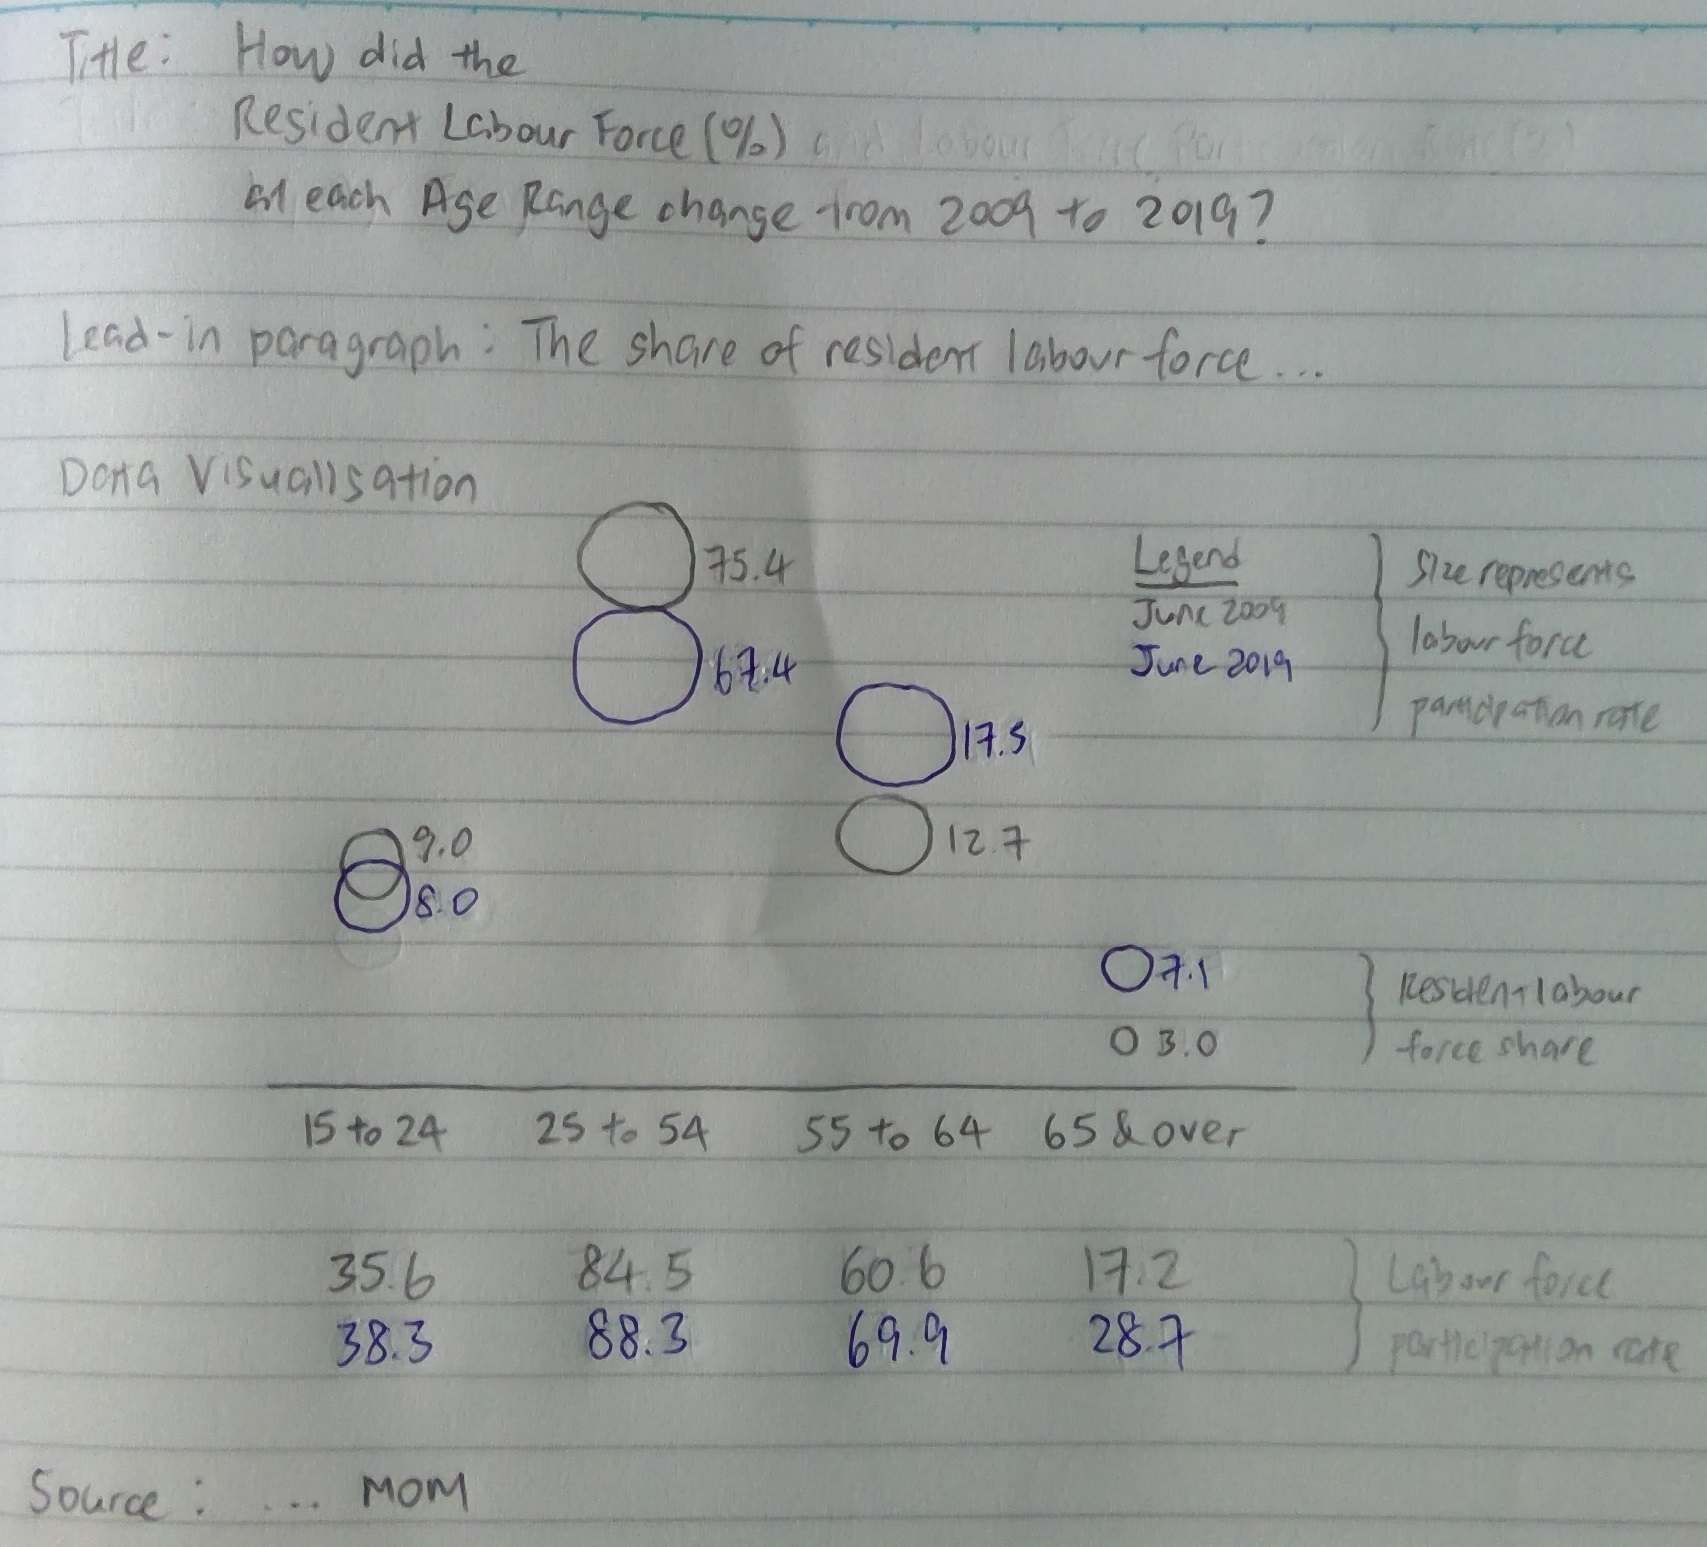 Title: How did the
Resident Labour Force (%)
at each Age Range change from 2009 to 2019?
Lead-in paragraph: The share of resident labour force...
Data Visualisation
75.4
67.4
17.5
12.7
9.0
8.0
7.1
3.0
Legend
June 2009
June 2019
Size represents
labour force
participation rate
Resident labour
force share
15 to 24 25 to 54 55 to 64 65 & over
35.6 84.5 60.6 17.2
38.3 88.3 69.9 28.7
Labour force
participation rate
Source: ... MOM